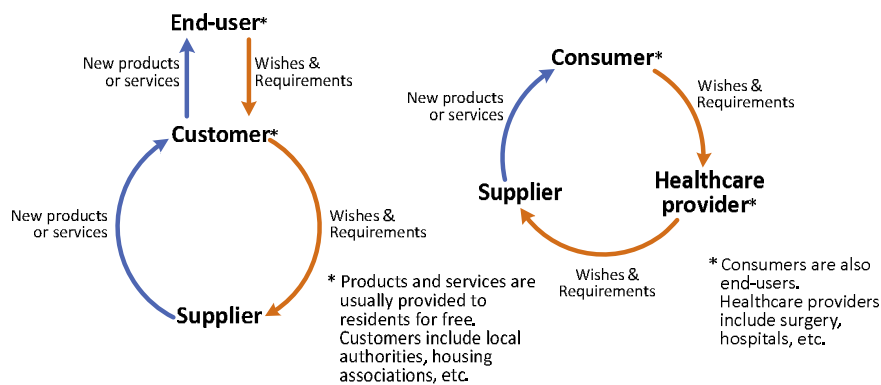 End-user*
New products
or services
Wishes &
Requirements
Customer*
New products
or services
Wishes &
Requirements
Supplier
* Products and services are
usually provided to
residents for free.
Customers include local
authorities, housing
associations, etc.
Consumer*
New products
or services
Wishes &
Requirements
Supplier
Healthcare
provider*
Wishes &
Requirements
* Consumers are also
end-users.
Healthcare providers
include surgery,
hospitals, etc.